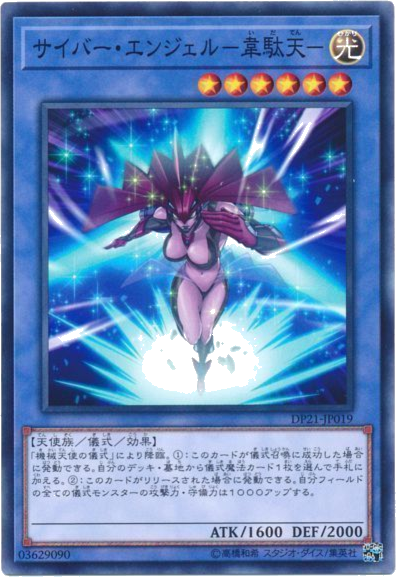 サイバー・エンジェル－韋駄天－
いだてん
光
ひかり
DP21-JP019
【天使族／儀式／効果】
「機械天使の儀式」により降臨。①：このカードが儀式召喚に成功した場合
に発動できる。自分のデッキ・墓地から儀式魔法カード１枚を選んで手札に
加える。②：このカードがリリースされた場合に発動できる。自分フィールド
の全ての儀式モンスターの攻撃力・守備力は１０００アップする。
ATK/1600 DEF/2000
03629090
©高橋和希 スタジオ・ダイス/集英社